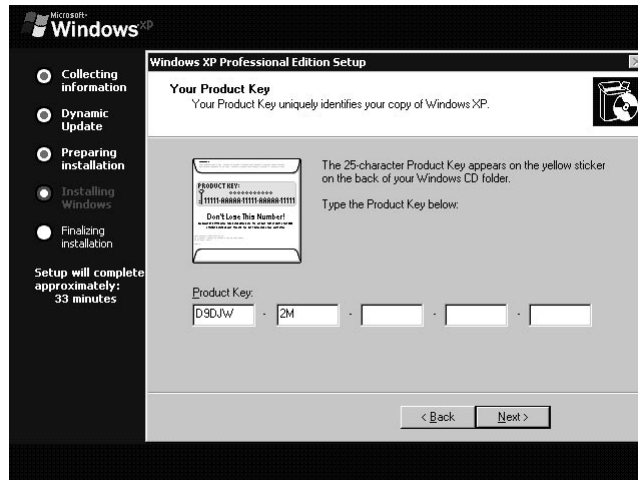 Microsoft
Windows xp
Windows XP Professional Edition Setup
Collecting
information
Dynamic
Update
Preparing
installation
Installing
Windows
Finalizing
installation
Setup will complete
approximately:
33 minutes
Your Product Key
Your Product Key uniquely identifies your copy of Windows XP.
PRODUCT KEY:
11111-AAAAA-11111-AAAAA-11111
Don't Lose This Number!
The 25-character Product Key appears on the yellow sticker
on the back of your Windows CD folder.
Type the Product Key below:
Product Key:
D9DJW - 2M - - -
< Back Next >